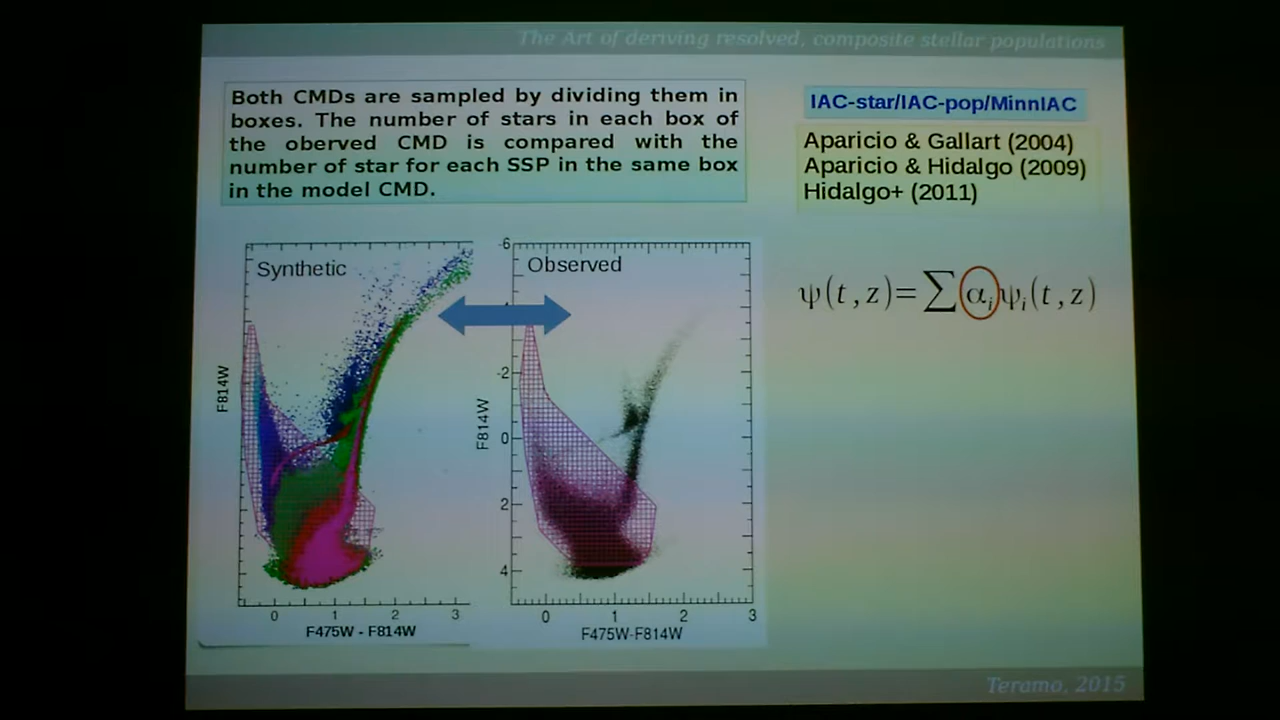 The Art of deriving resolved, composite stellar populations
Both CMDs are sampled by dividing them in
boxes. The number of stars in each box of
the oberved CMD is compared with the
number of star for each SSP in the same box
in the model CMD.
IAC-star/IAC-pop/MinnIAC
Aparicio & Gallart (2004)
Aparicio & Hidalgo (2009)
Hidalgo+ (2011)
ψ(t,z)=∑αᵢψᵢ(t,z)
Synthetic
F814W
0 1 2 3
F475W - F814W
Observed
-6
-2
0
2
4
F814W
0 1 2 3
F475W-F814W
Teramo, 2015